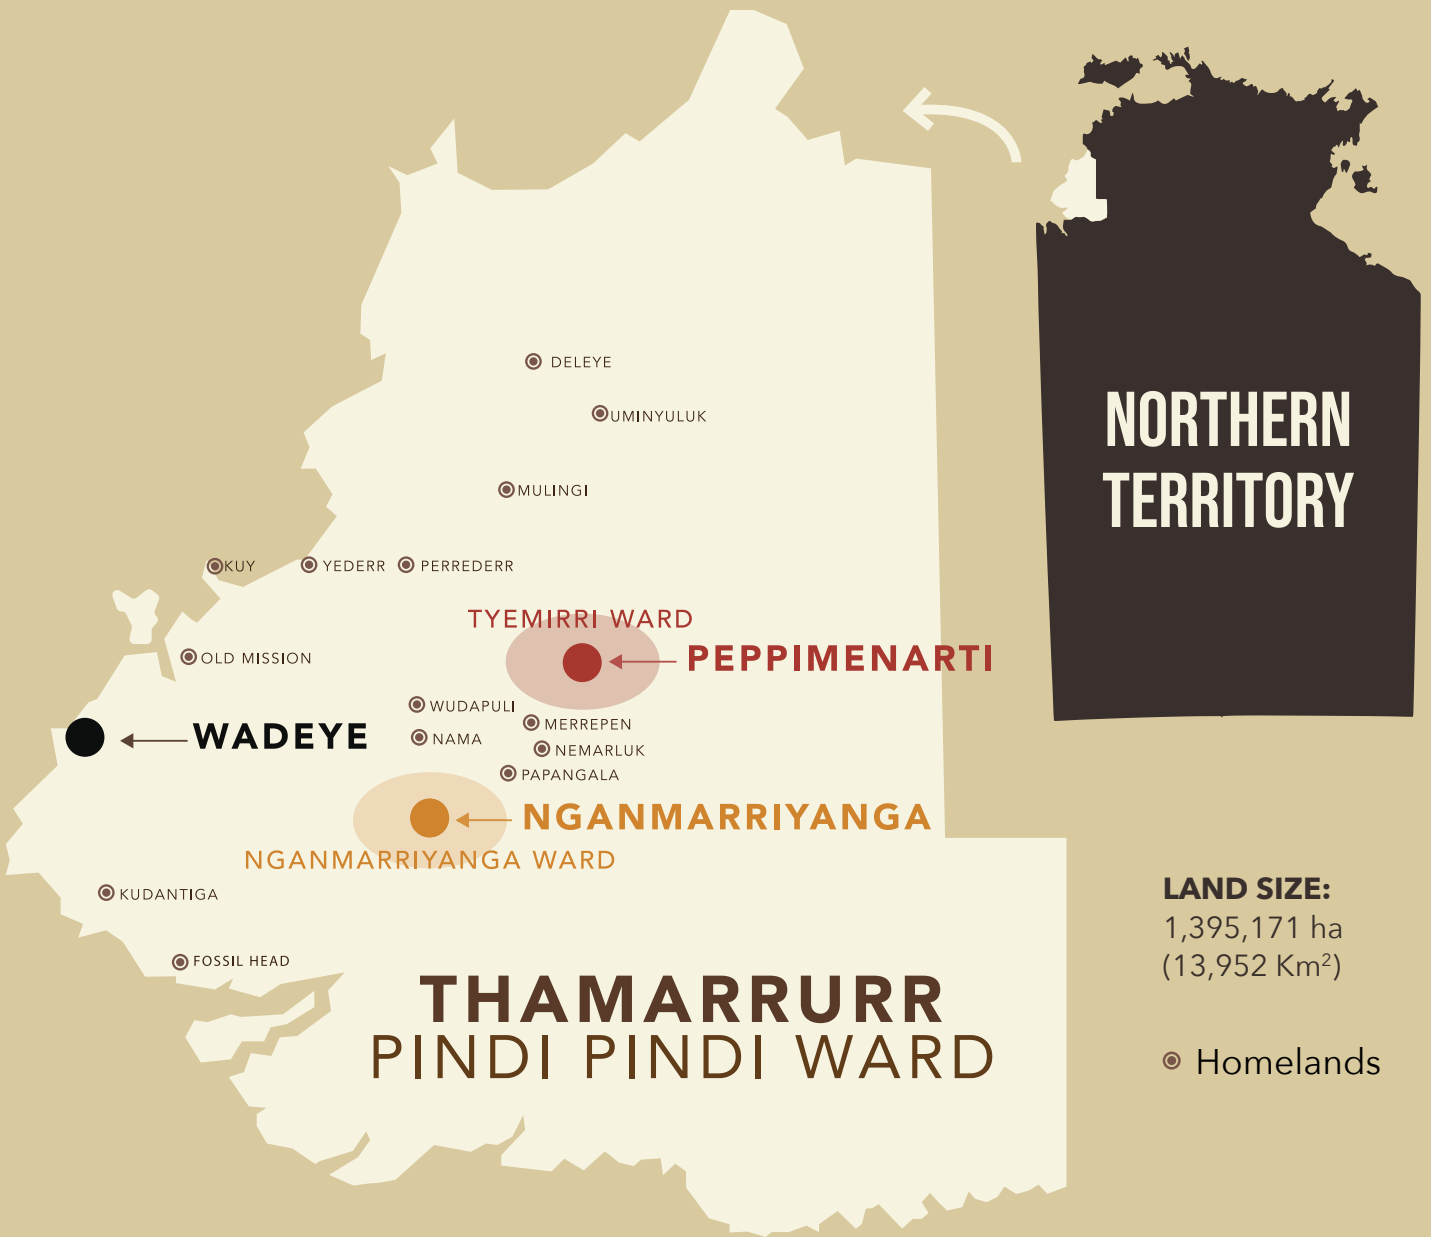 DELEYE
UMINYULUK
NORTHERN
TERRITORY
MULINGI
KUY
YEDERR
PERREDERR
TYEMIRRI WARD
PEPPIMENARTI
OLD MISSION
WUDAPULI
MERREPEN
WADEYE
NAMA
NEMARLUK
PAPANGALA
NGANMARRIYANGA
NGANMARRIYANGA WARD
KUDANTIGA
LAND SIZE:
1,395,171 ha
(13,952 Km²)
FOSSIL HEAD
THAMARRURR
PINDI PINDI WARD
Homelands